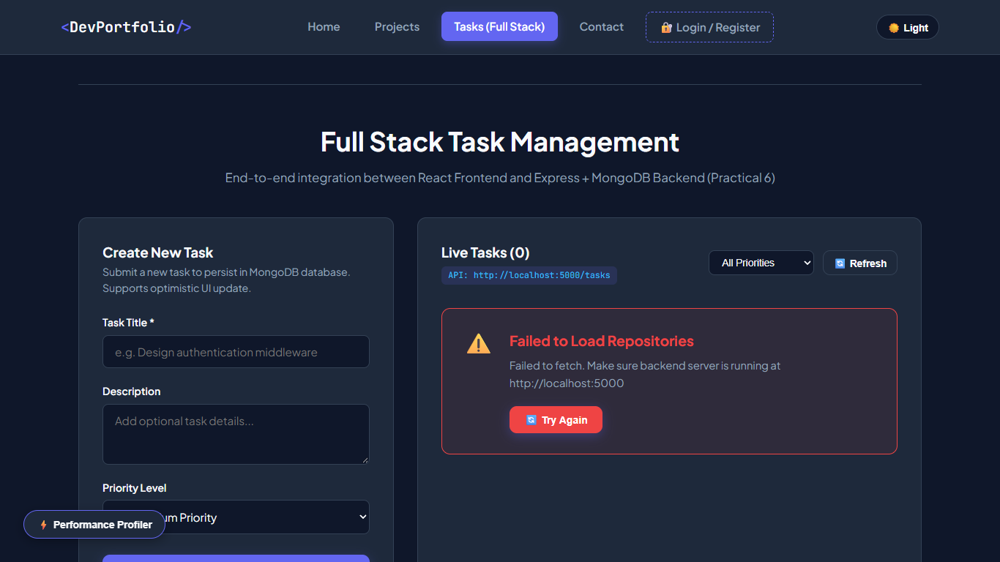 <DevPortfolio/>
Home
Projects
Tasks (Full Stack)
Contact
Login / Register
Light
Full Stack Task Management
End-to-end integration between React Frontend and Express + MongoDB Backend (Practical 6)
Create New Task
Submit a new task to persist in MongoDB database.
Supports optimistic UI update.
Task Title *
e.g. Design authentication middleware
Description
Add optional task details...
Priority Level
um Priority
Performance Profiler
Live Tasks (0)
API: http://localhost:5000/tasks
All Priorities
Refresh
Failed to Load Repositories
Failed to fetch. Make sure backend server is running at
http://localhost:5000
Try Again